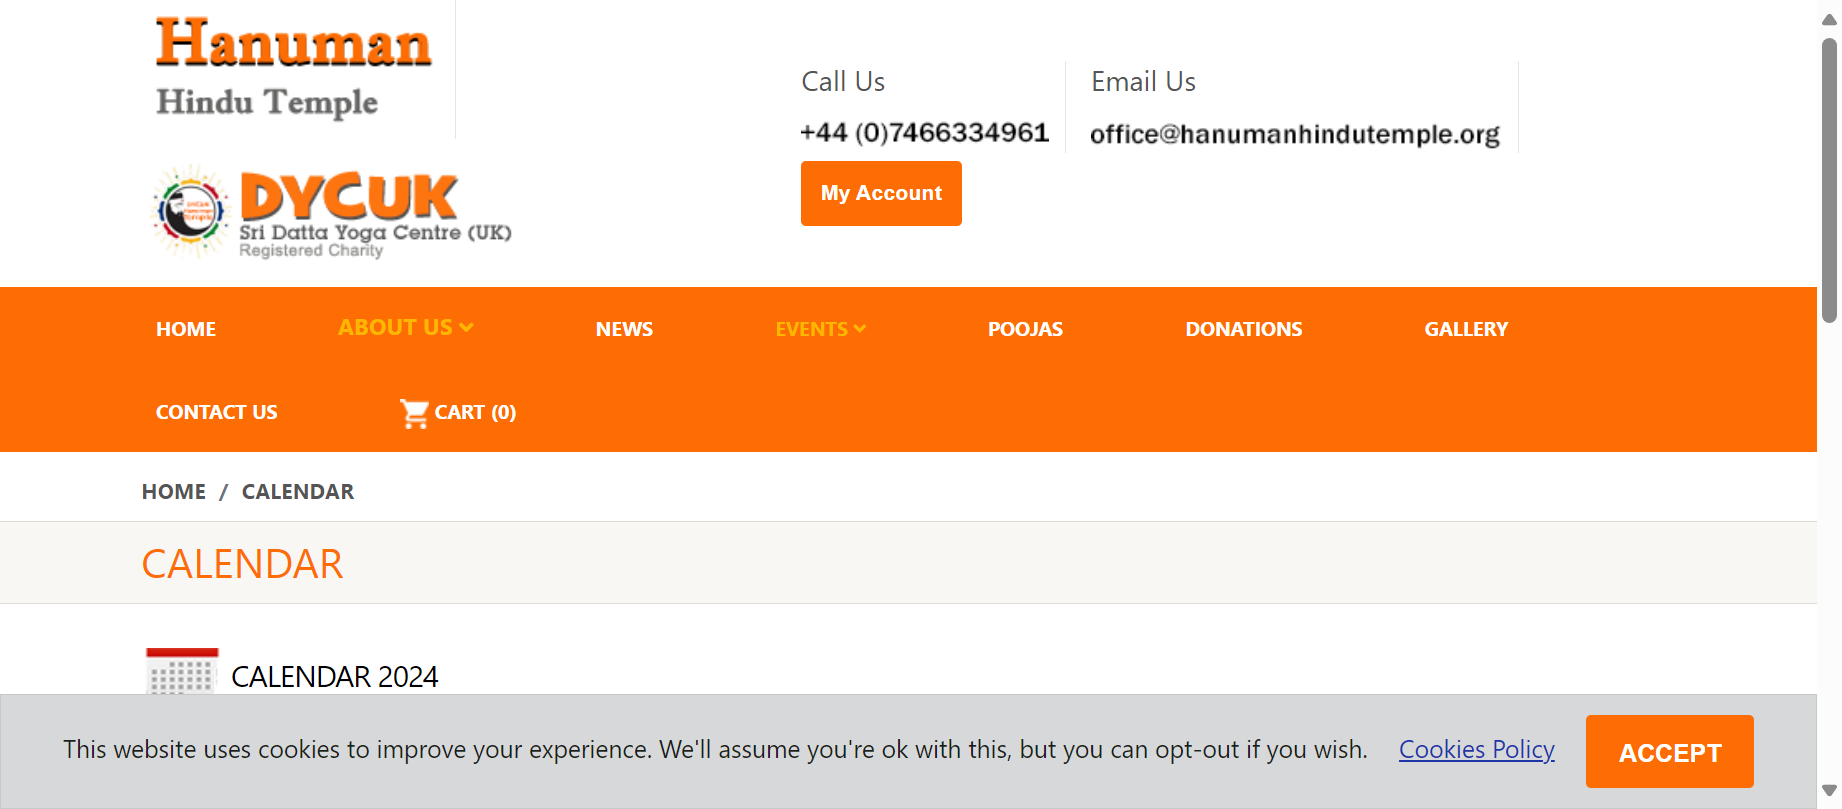 Hanuman
Hindu Temple
DYCUK
Sri Datta Yoga Centre (UK)
Registered Charity
Call Us
+44 (0)7466334961
Email Us
office@hanumanhindutemple.org
My Account
HOME
ABOUT US
NEWS
EVENTS
POOJAS
DONATIONS
GALLERY
CONTACT US
CART (0)
HOME / CALENDAR
CALENDAR
CALENDAR 2024
This website uses cookies to improve your experience. We'll assume you're ok with this, but you can opt-out if you wish. Cookies Policy
ACCEPT